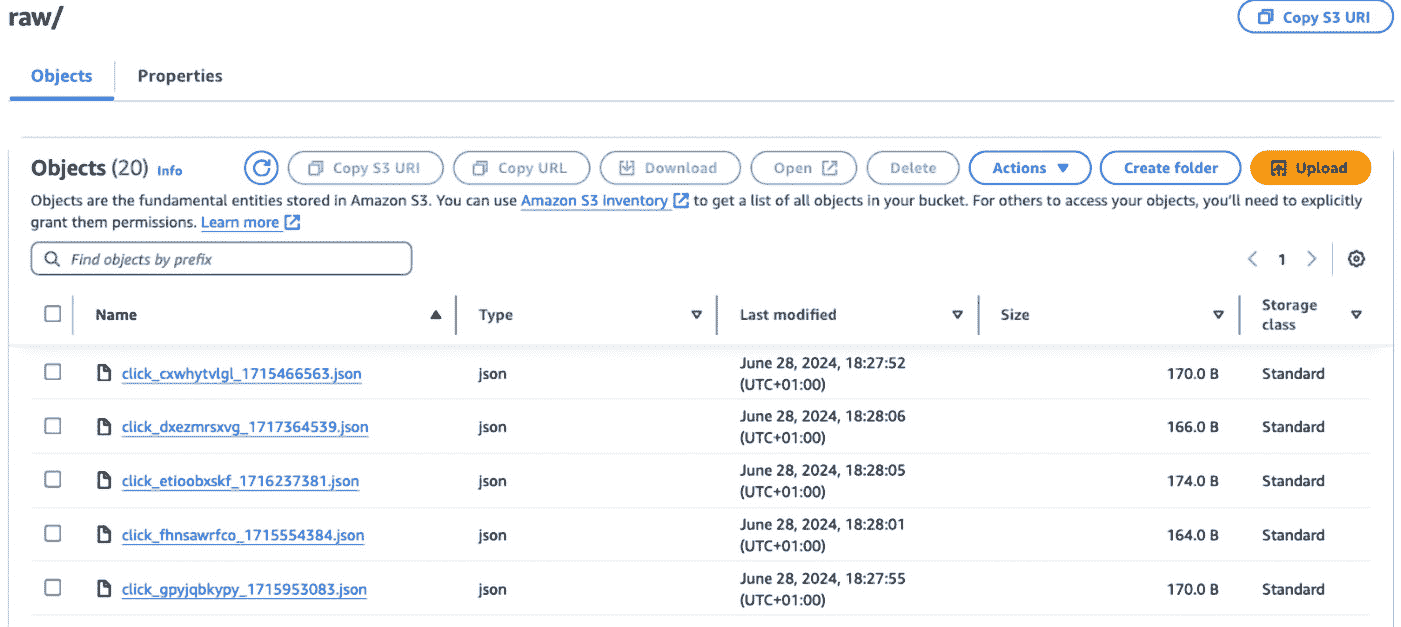 raw/
Copy S3 URI
Objects
Properties
Objects (20) Info
Copy S3 URI
Copy URL
Download
Open
Delete
Actions
Create folder
Upload
Objects are the fundamental entities stored in Amazon S3. You can use Amazon S3 inventory to get a list of all objects in your bucket. For others to access your objects, you'll need to explicitly
grant them permissions. Learn more
Find objects by prefix
1
Name
Type
Last modified
Size
Storage
class
click_cxwhytvlgl_1715466563.json
json
June 28, 2024, 18:27:52
(UTC+01:00)
170.0 B
Standard
click_dxezmrsxvg_1717364539.json
json
June 28, 2024, 18:28:06
(UTC+01:00)
166.0 B
Standard
click_etioobxskf_1716237381.json
json
June 28, 2024, 18:28:05
(UTC+01:00)
174.0 B
Standard
click_fhnsawrfco_1715554384.json
json
June 28, 2024, 18:28:01
(UTC+01:00)
164.0 B
Standard
click_gpyjqbkypy_1715953083.json
json
June 28, 2024, 18:27:55
(UTC+01:00)
170.0 B
Standard